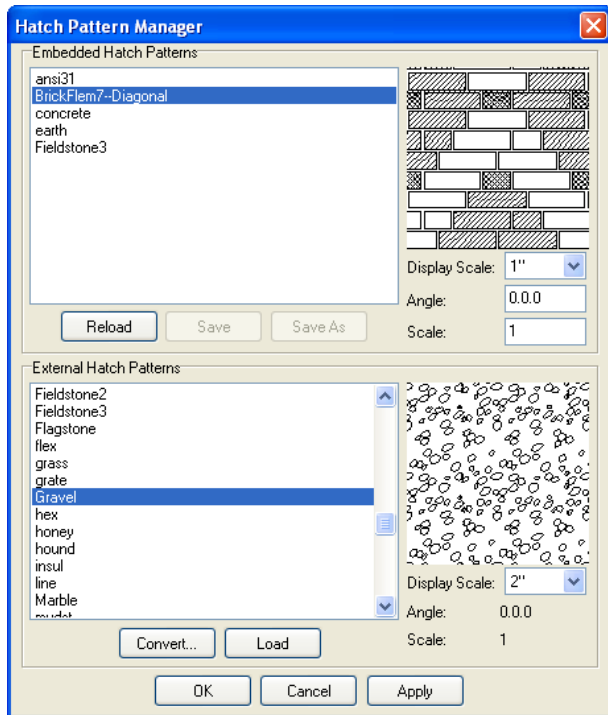 Hatch Pattern Manager
Embedded Hatch Patterns
ansi31
BrickFlem7--Diagonal
concrete
earth
Fieldstone3
Display Scale: 1"
Angle: 0.0.0
Scale: 1
Reload Save Save As
External Hatch Patterns
Fieldstone2
Fieldstone3
Flagstone
flex
grass
grate
Gravel
hex
honey
hound
insul
line
Marble
Display Scale: 2"
Angle: 0.0.0
Scale: 1
Convert... Load
OK Cancel Apply